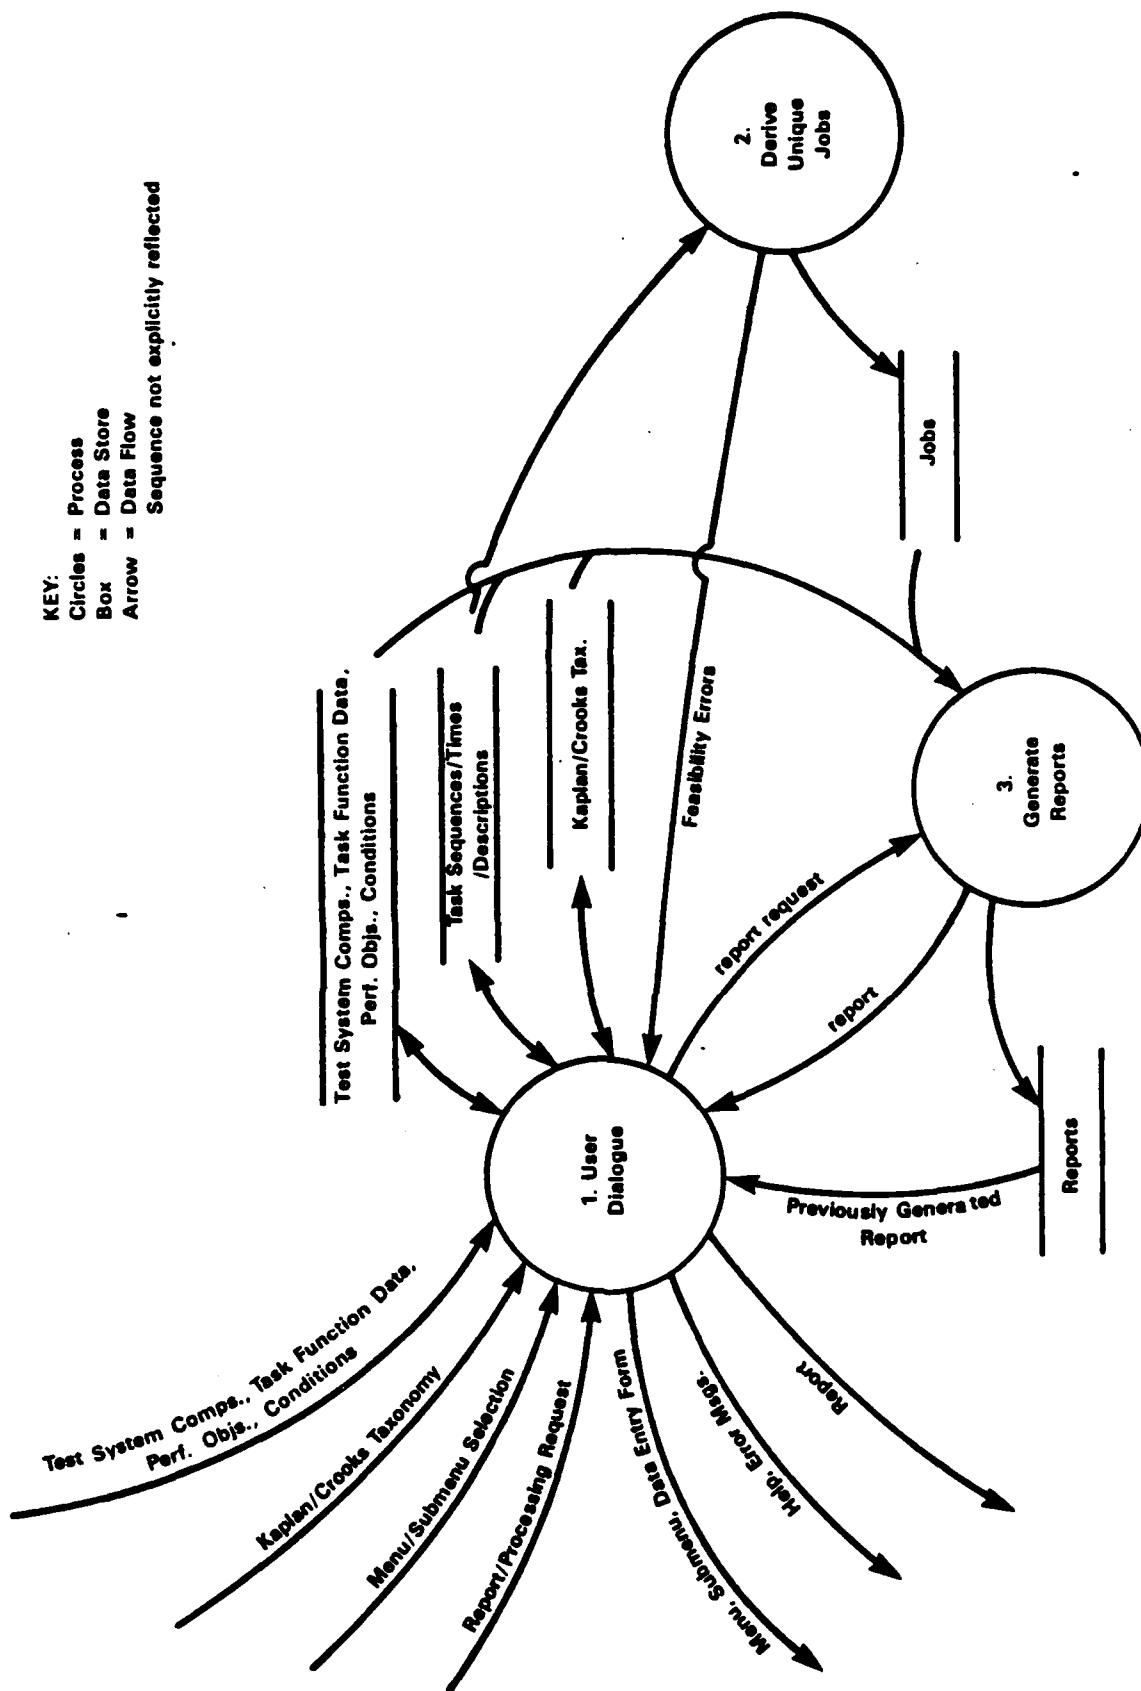 KEY:
Circles = Process
Box = Data Store
Arrow = Data Flow
Sequence not explicitly reflected
Test System Comps., Task Function Data,
Perf. Objs., Conditions
Kaplan/Crooks Taxonomy
Menu/Submenu Selection
Report/Processing Request
Menu, Submenu, Data Entry Form
Help, Error Msgs.
Report
1. User
Dialogue
Test System Comps., Task Function Data,
Perf. Objs., Conditions
Task Sequences/Times
/Descriptions
Kaplan/Crooks Tax.
Feasibility Errors
report request
report
Previously Generated
Report
Reports
2.
Derive
Unique
Jobs
Jobs
3.
Generate
Reports